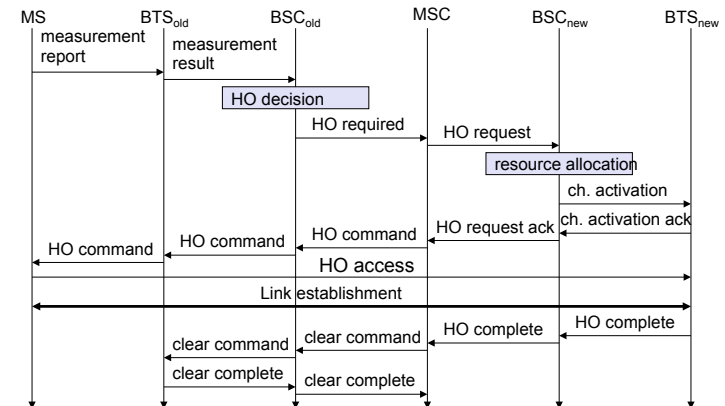 MS BTSold BSCold MSC BSCnew BTSnew
measurement
report
measurement
result
HO decision
HO required
HO request
resource allocation
ch. activation
ch. activation ack
HO request ack
HO command
HO command
HO command
HO access
Link establishment
HO complete
HO complete
clear command
clear command
clear complete
clear complete